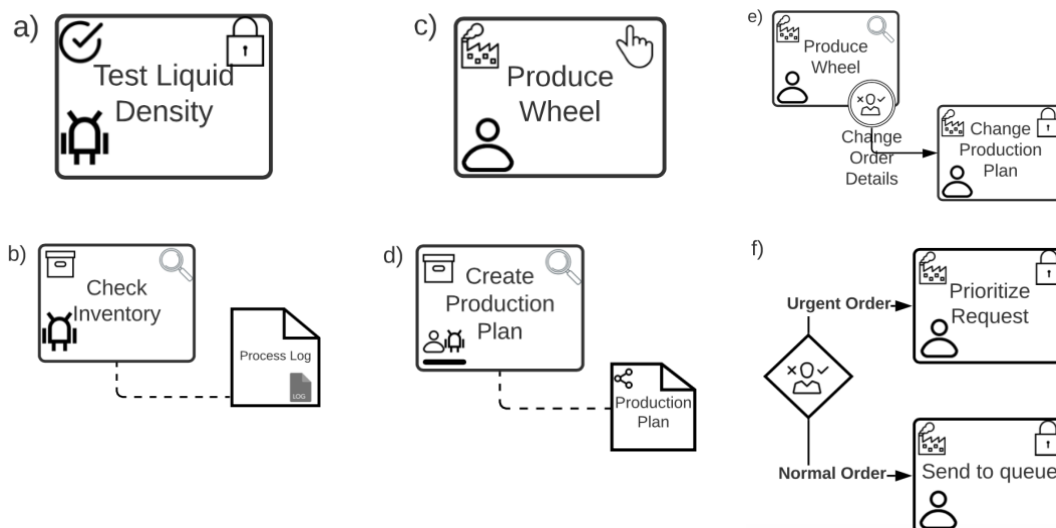 a)
Test Liquid
Density
b)
Check
Inventory
Process Log
LOG
c)
Produce
Wheel
d)
Create
Production
Plan
Production
Plan
e)
Produce
Wheel
Change
Order
Details
Change
Production
Plan
f)
Urgent Order
Prioritize
Request
Normal Order
Send to queue